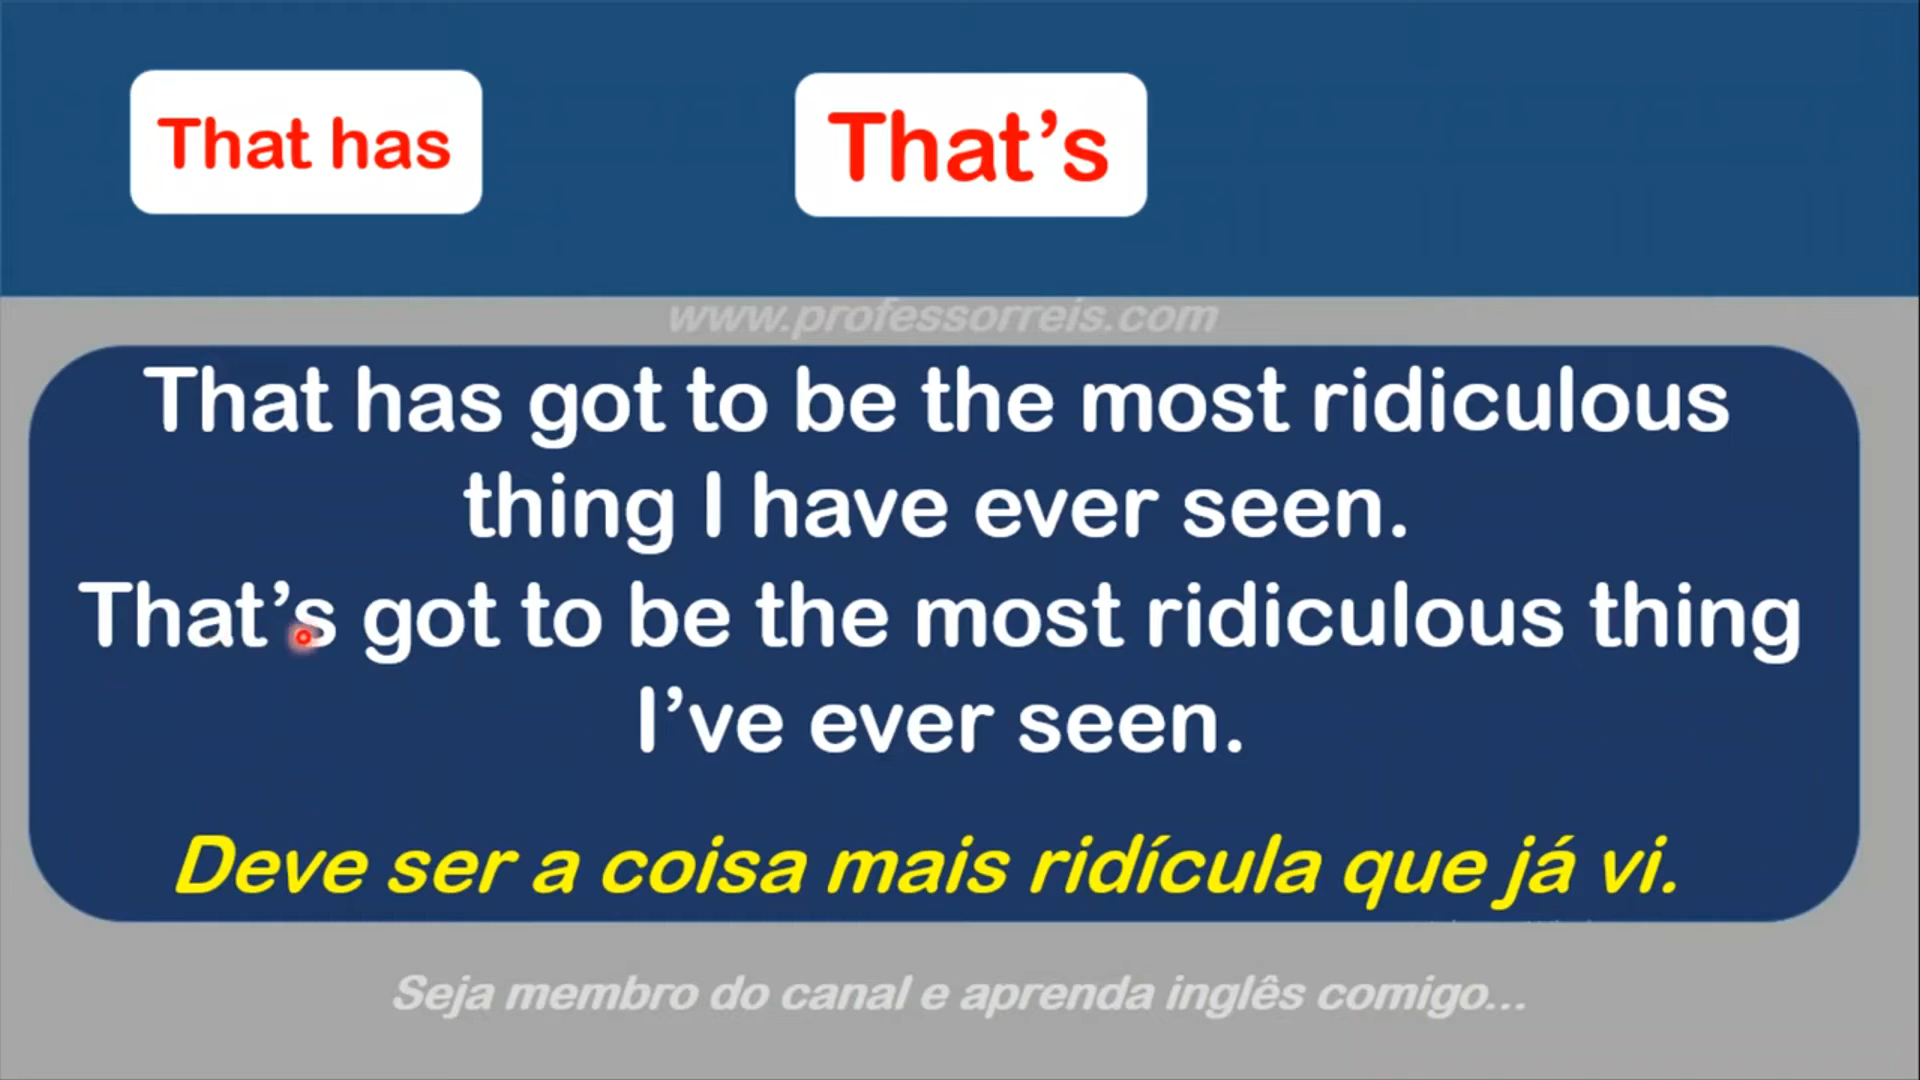 That has
That’s
www.professorreis.com
That has got to be the most ridiculous
thing I have ever seen.
That’s got to be the most ridiculous thing
I’ve ever seen.
Deve ser a coisa mais ridícula que já vi.
Seja membro do canal e aprenda inglês comigo...